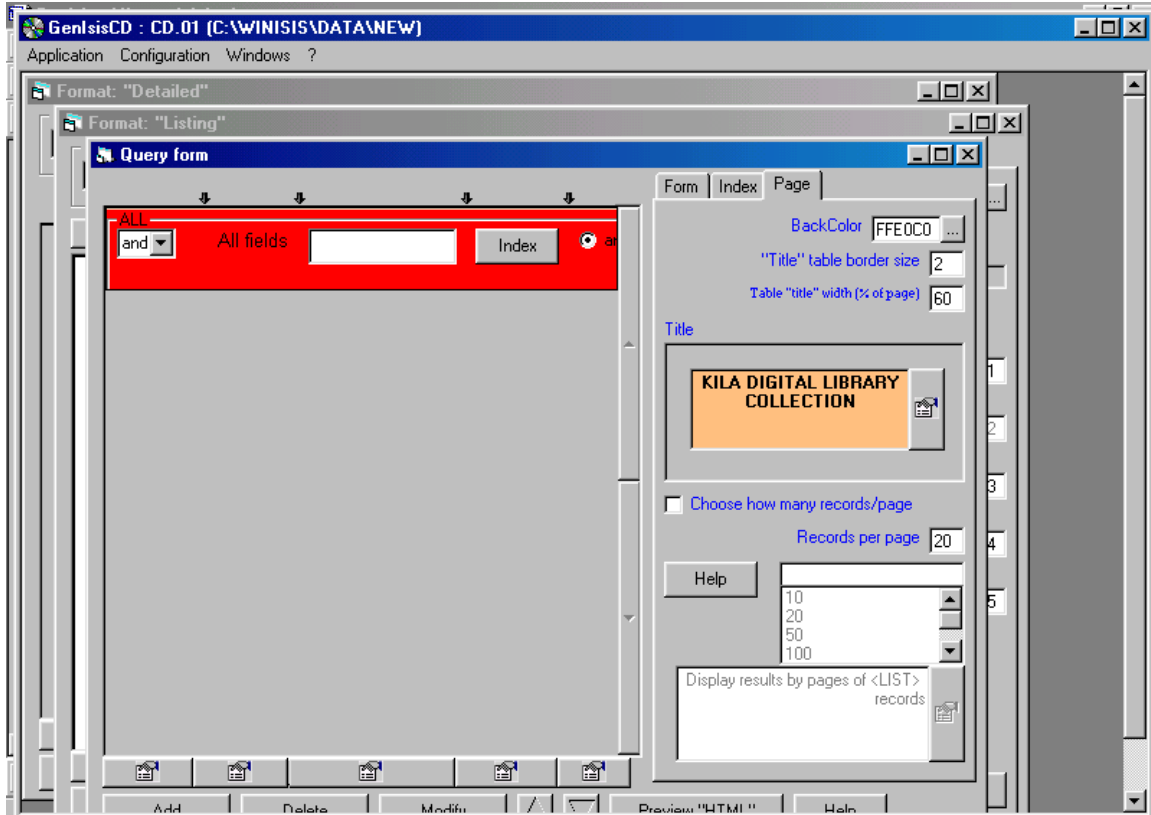 GenIsisCD : CD.01 (C:\WINISIS\DATA\NEW)
Application Configuration Windows ?
Format: "Detailed"
Format: "Listing"
Query form
Form Index Page
ALL
and All fields Index
BackColor FFE0C0 ...
"Title" table border size 2
Table "title" width (% of page) 60
Title
KILA DIGITAL LIBRARY
COLLECTION
Choose how many records/page
Records per page 20
Help
10
20
50
100
Display results by pages of <LIST>
records
...
1
2
3
4
5
Add Delete Modify Preview "HTML" Help